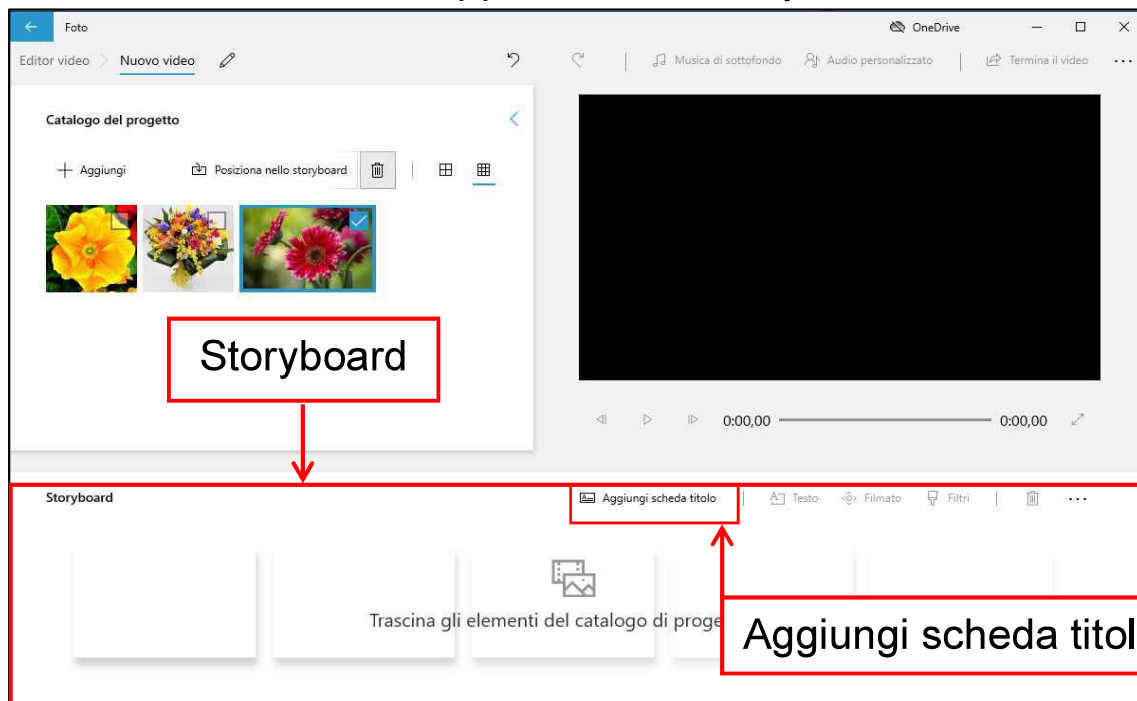 Foto
OneDrive
Editor video > Nuovo video
Musica di sottofondo
Audio personalizzato
Termina il video
Catalogo del progetto
+ Aggiungi
Posiziona nello storyboard
Storyboard
0:00,00
0:00,00
Storyboard
Aggiungi scheda titolo
Testo
Filmato
Filtri
Trascina gli elementi del catalogo di proge
Aggiungi scheda titol